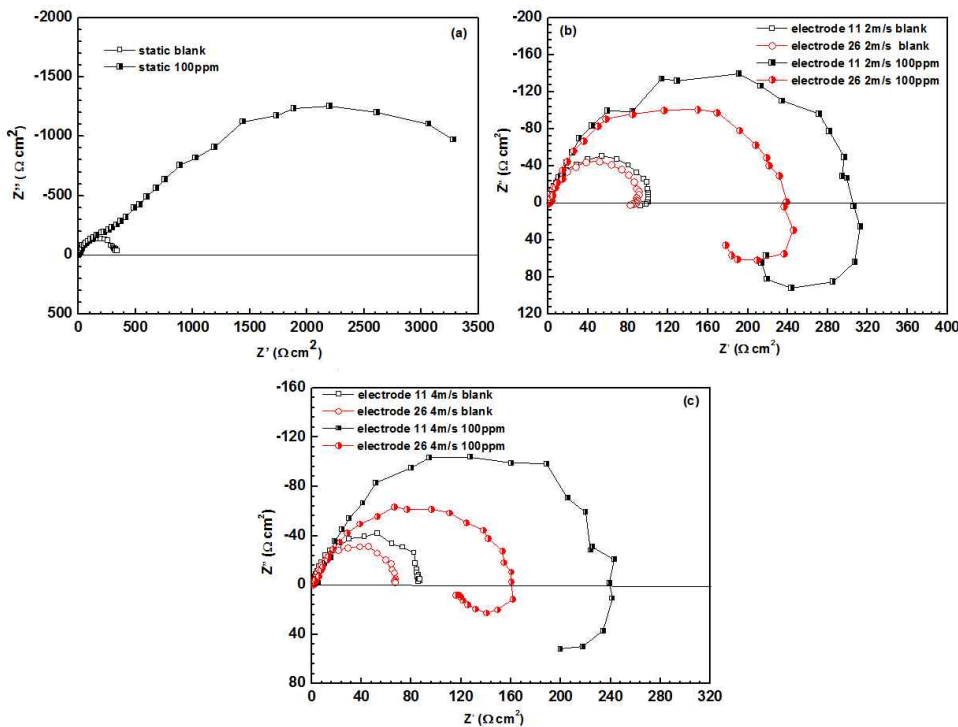 (a)
static blank
static 100ppm
-2000
-1500
-1000
-500
0
500
Z'' (Ω cm²)
0 500 1000 1500 2000 2500 3000 3500
Z' (Ω cm²)
(b)
electrode 11 2m/s blank
electrode 26 2m/s blank
electrode 11 2m/s 100ppm
electrode 26 2m/s 100ppm
-200
-160
-120
-80
-40
0
40
80
120
Z'' (Ω cm²)
0 40 80 120 160 200 240 280 320 360 400
Z' (Ω cm²)
(c)
electrode 11 4m/s blank
electrode 26 4m/s blank
electrode 11 4m/s 100ppm
electrode 26 4m/s 100ppm
-160
-120
-80
-40
0
40
80
Z'' (Ω cm²)
0 40 80 120 160 200 240 280 320
Z' (Ω cm²)